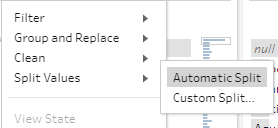 Filter
Group and Replace
Clean
Split Values
View State
Automatic Split
Custom Split...
null